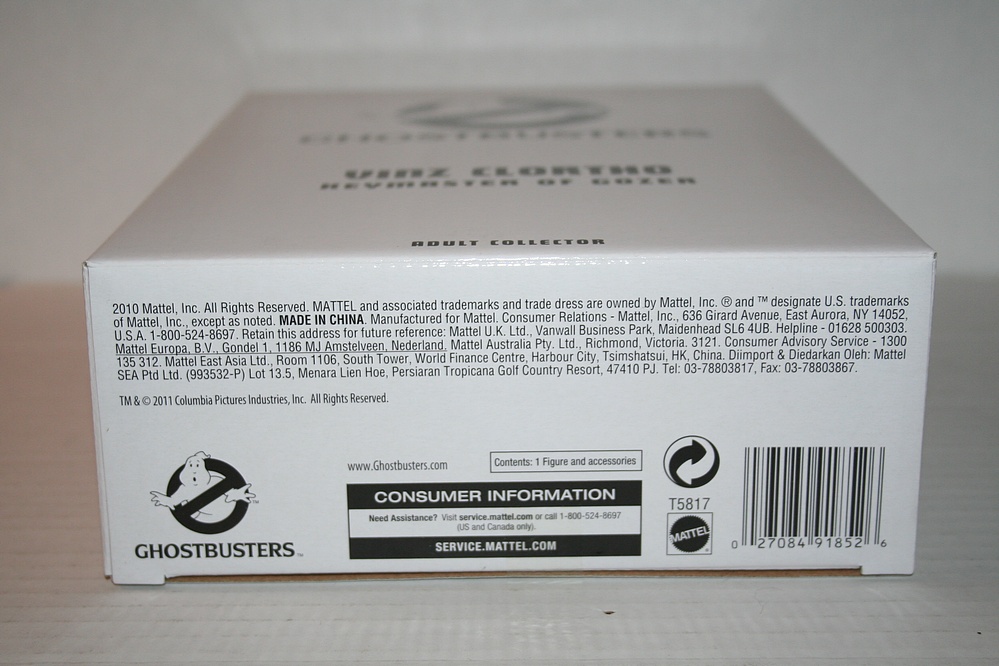 GHOSTBUSTERS
VINZ CLORTHO
KEYMASTER OF GOZER
ADULT COLLECTOR
2010 Mattel, Inc. All Rights Reserved. MATTEL and associated trademarks and trade dress are owned by Mattel, Inc. ® and ™ designate U.S. trademarks
of Mattel, Inc., except as noted. MADE IN CHINA. Manufactured for Mattel. Consumer Relations - Mattel, Inc., 636 Girard Avenue, East Aurora, NY 14052,
U.S.A. 1-800-524-8697. Retain this address for future reference: Mattel U.K. Ltd., Vanwall Business Park, Maidenhead SL6 4UB. Helpline - 01628 500303.
Mattel Europa, B.V., Gondel 1, 1186 MJ Amstelveen, Nederland. Mattel Australia Pty. Ltd., Richmond, Victoria. 3121. Consumer Advisory Service - 1300
135 312. Mattel East Asia Ltd., Room 1106, South Tower, World Finance Centre, Harbour City, Tsimshatsui, HK, China. Diimport & Diedarkan Oleh: Mattel
SEA Ptd Ltd. (993532-P) Lot 13.5, Menara Lien Hoe, Persiaran Tropicana Golf Country Resort, 47410 PJ. Tel: 03-78803817, Fax: 03-78803867.
TM & © 2011 Columbia Pictures Industries, Inc. All Rights Reserved.
GHOSTBUSTERS™
www.Ghostbusters.com
Contents: 1 Figure and accessories
CONSUMER INFORMATION
Need Assistance? Visit service.mattel.com or call 1-800-524-8697
(US and Canada only).
SERVICE.MATTEL.COM
T5817
MATTEL
0 27084 91852 6